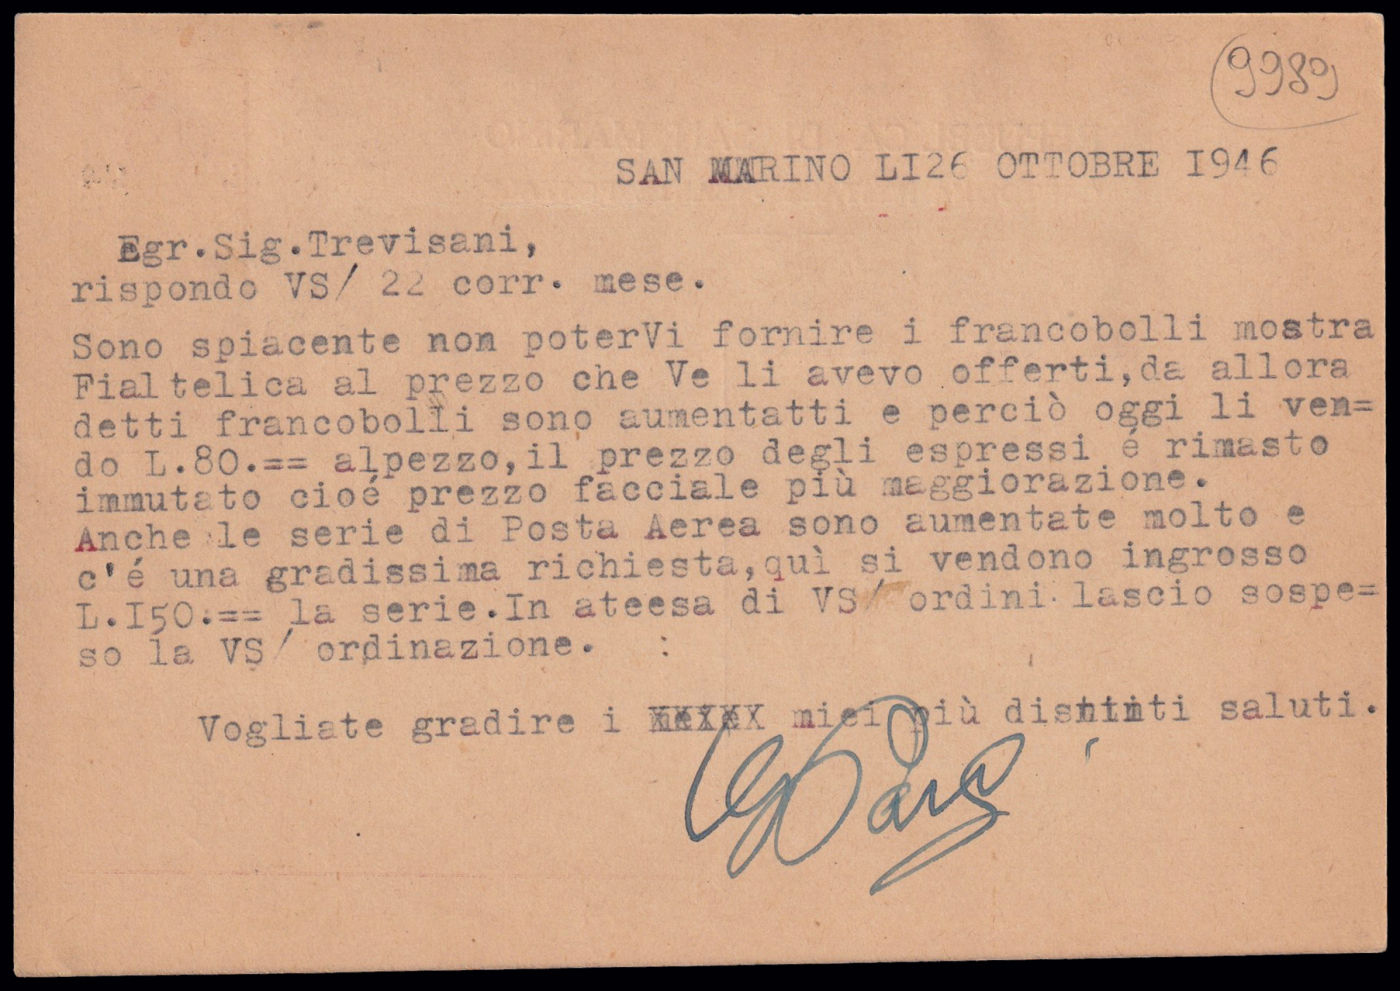 9989
SAN MARINO LI26 OTTOBRE 1946
Egr.Sig.Trevisani,
rispondo VS/ 22 corr. mese.
Sono spiacente non poterVi fornire i francobolli mostra
Fialtelica al prezzo che Ve li avevo offerti,da allora
detti francobolli sono aumentatti e perciò oggi li ven=
do L.80.== alpezzo,il prezzo degli espressi é rimasto
immutato cioé prezzo facciale più maggiorazione.
Anche le serie di Posta Aerea sono aumentate molto e
c'é una gradissima richiesta,quì si vendono ingrosso
L.I50.== la serie.In ateesa di VS/ ordini lascio sospe=
so la VS/ ordinazione. :
Vogliate gradire i miei più distinti saluti.